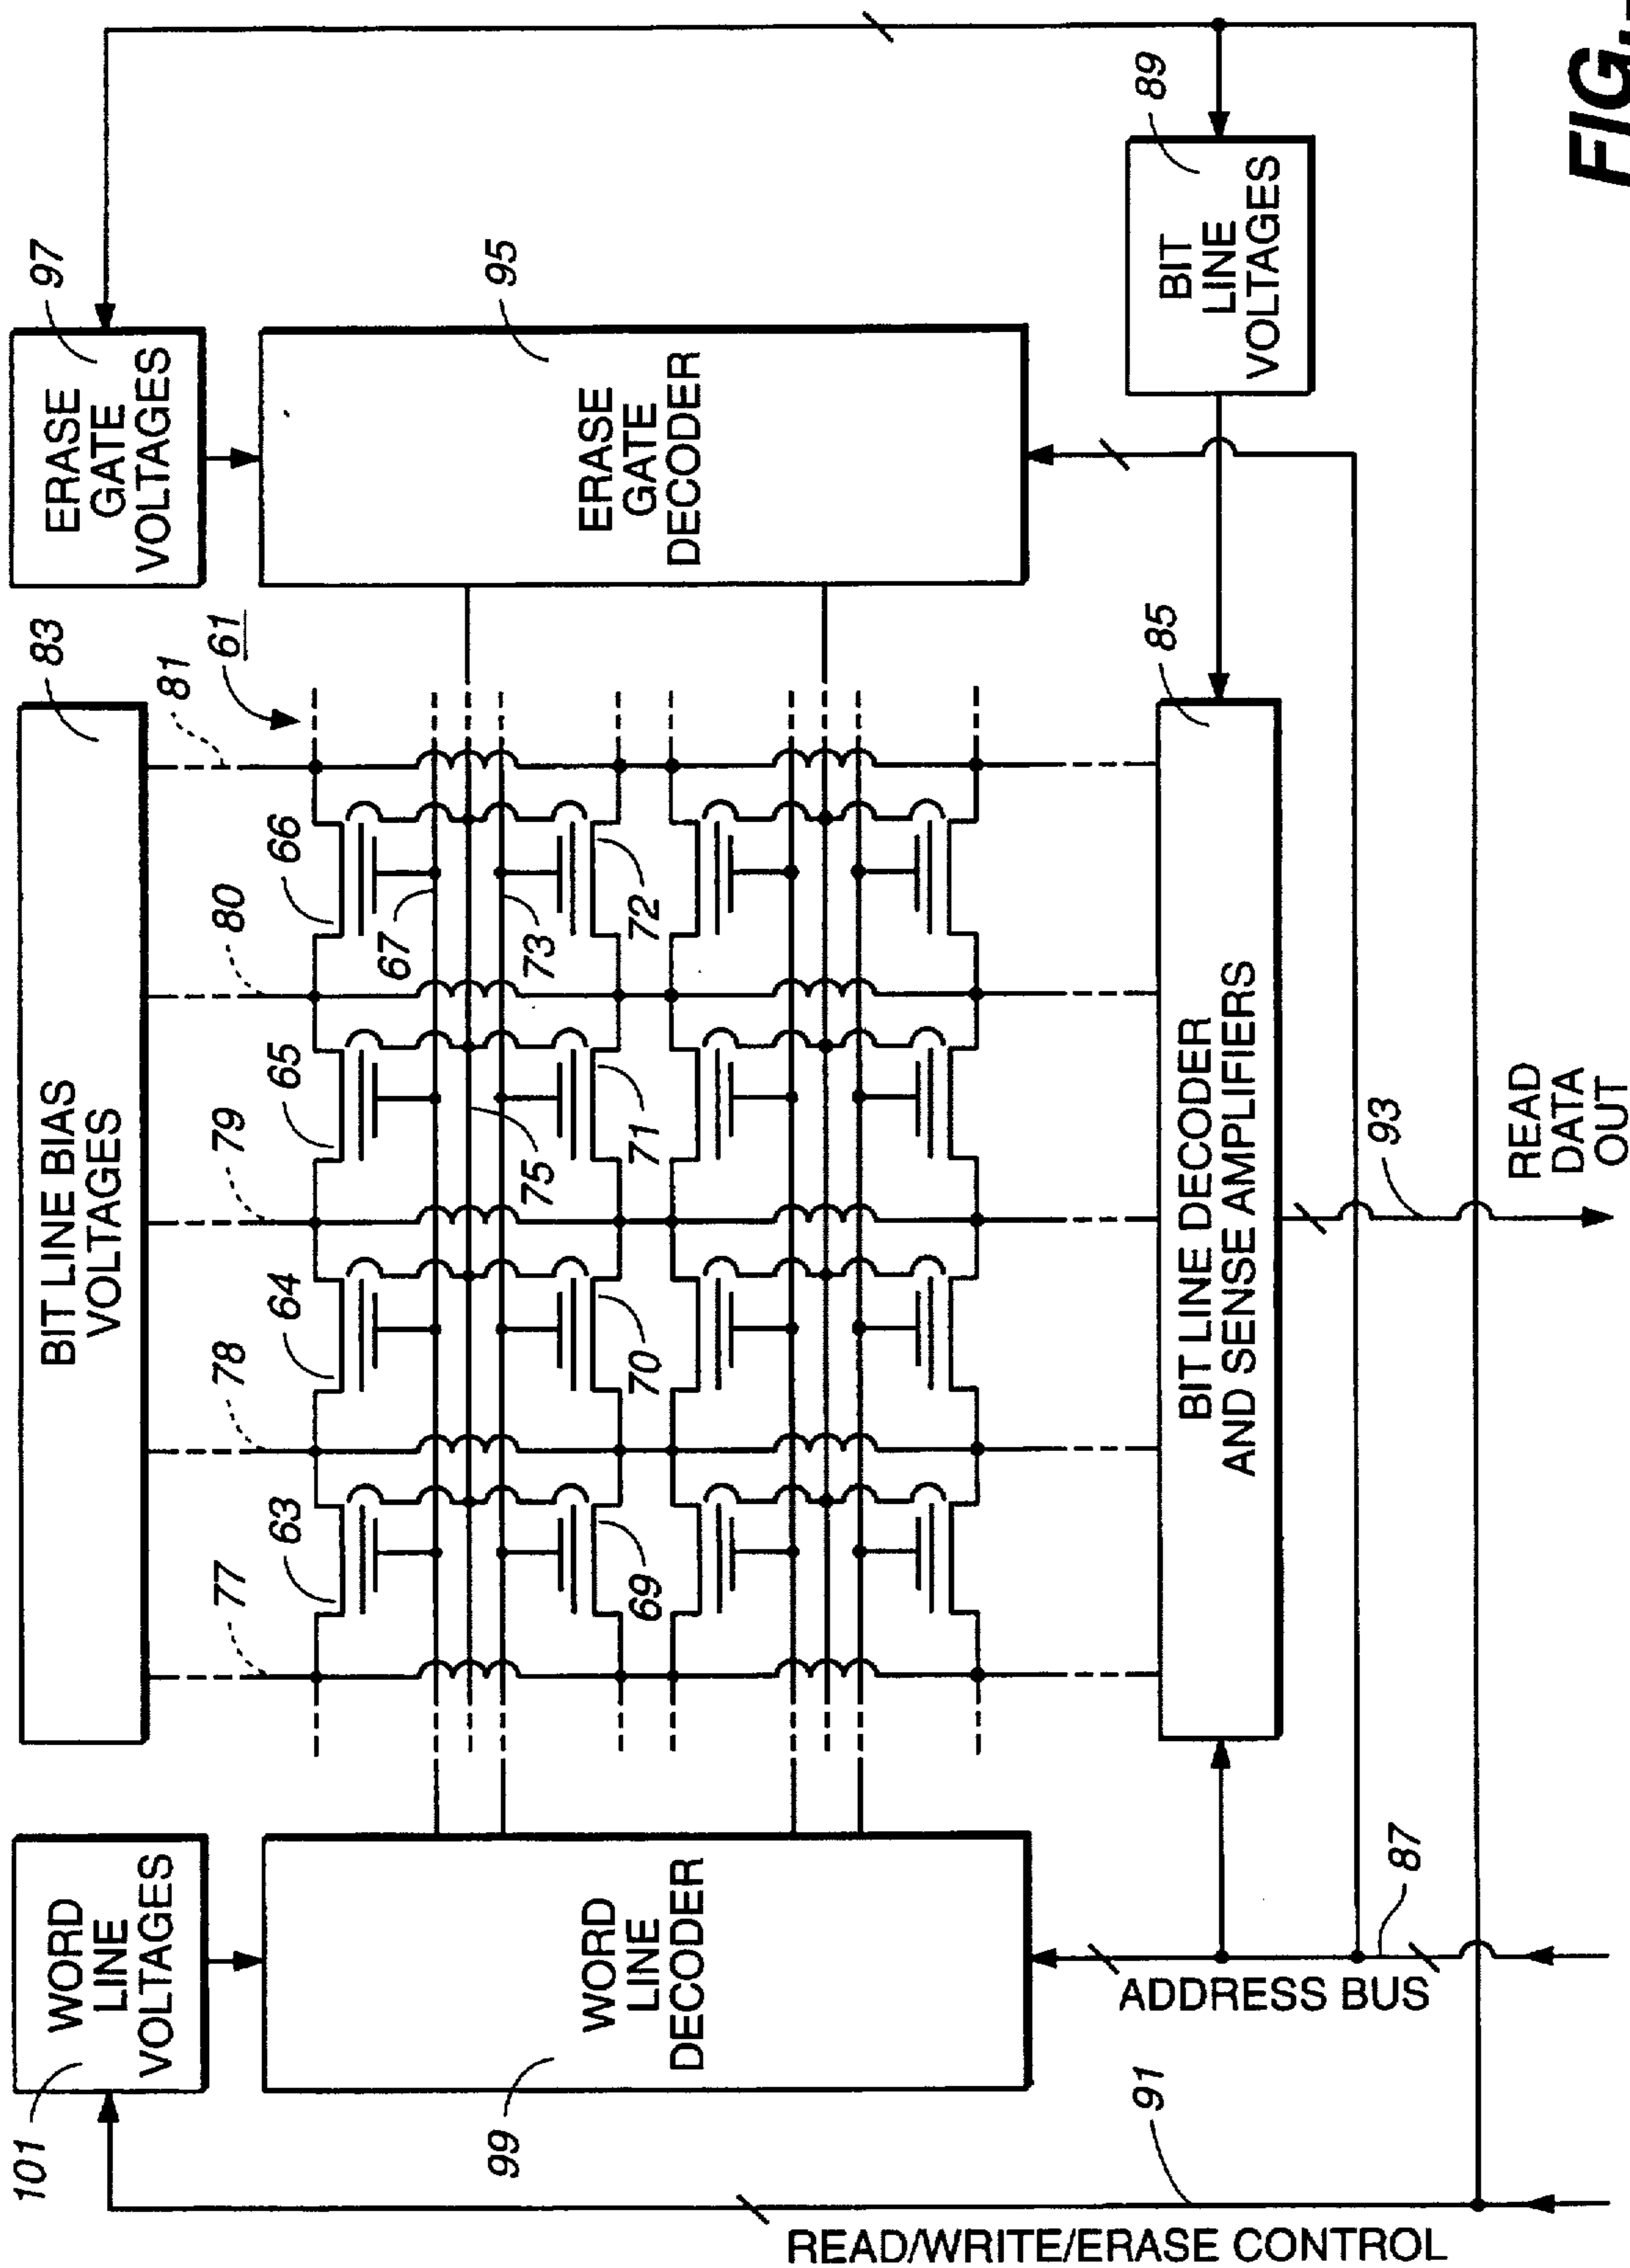 101
WORD
LINE
VOLTAGES
BIT LINE BIAS
VOLTAGES
83
ERASE
GATE
VOLTAGES
97
77
78
79
80
81
61
63
64
65
66
67
73
75
69
70
71
72
99
WORD
LINE
DECODER
ERASE
GATE
DECODER
95
READ/WRITE/ERASE CONTROL
91
ADDRESS BUS
87
BIT LINE DECODER
AND SENSE AMPLIFIERS
85
BIT
LINE
VOLTAGES
89
93
READ
DATA
OUT
FIG.